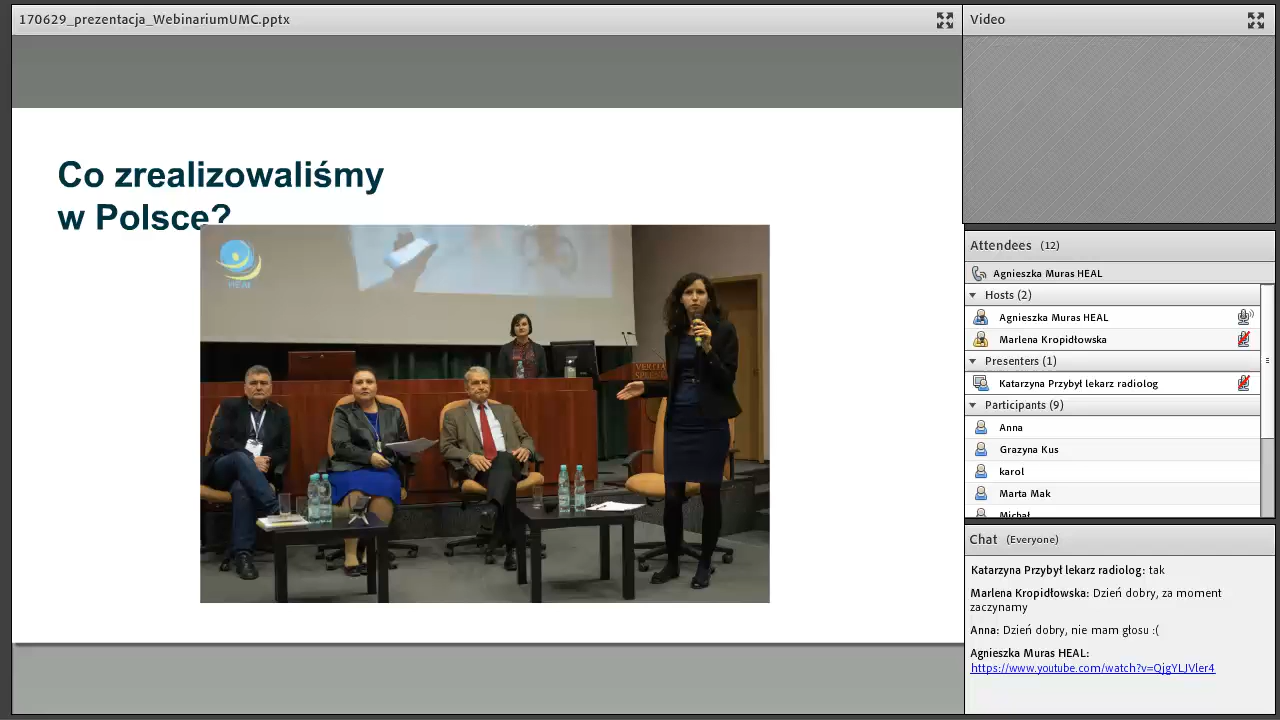 170629_prezentacja_WebinariumUMC.pptx
Co zrealizowaliśmy
w Polsce?
HEAL
Video
Attendees (12)
Agnieszka Muras HEAL
Hosts (2)
Agnieszka Muras HEAL
Marlena Kropidłowska
Presenters (1)
Katarzyna Przybył lekarz radiolog
Participants (9)
Anna
Grazyna Kus
karol
Marta Mak
Michał
Chat (Everyone)
Katarzyna Przybył lekarz radiolog: tak
Marlena Kropidłowska: Dzień dobry, za moment
zaczynamy
Anna: Dzień dobry, nie mam głosu :(
Agnieszka Muras HEAL:
https://www.youtube.com/watch?v=QjgYLJVler4